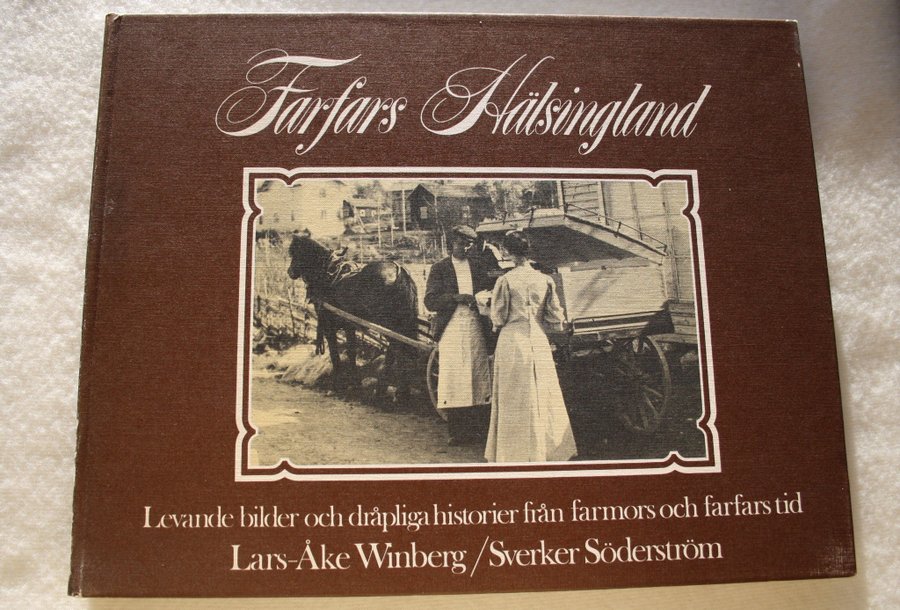 Farfars Hälsingland
Levande bilder och dråpliga historier från farmors och farfars tid
Lars-Åke Winberg/Sverker Söderström